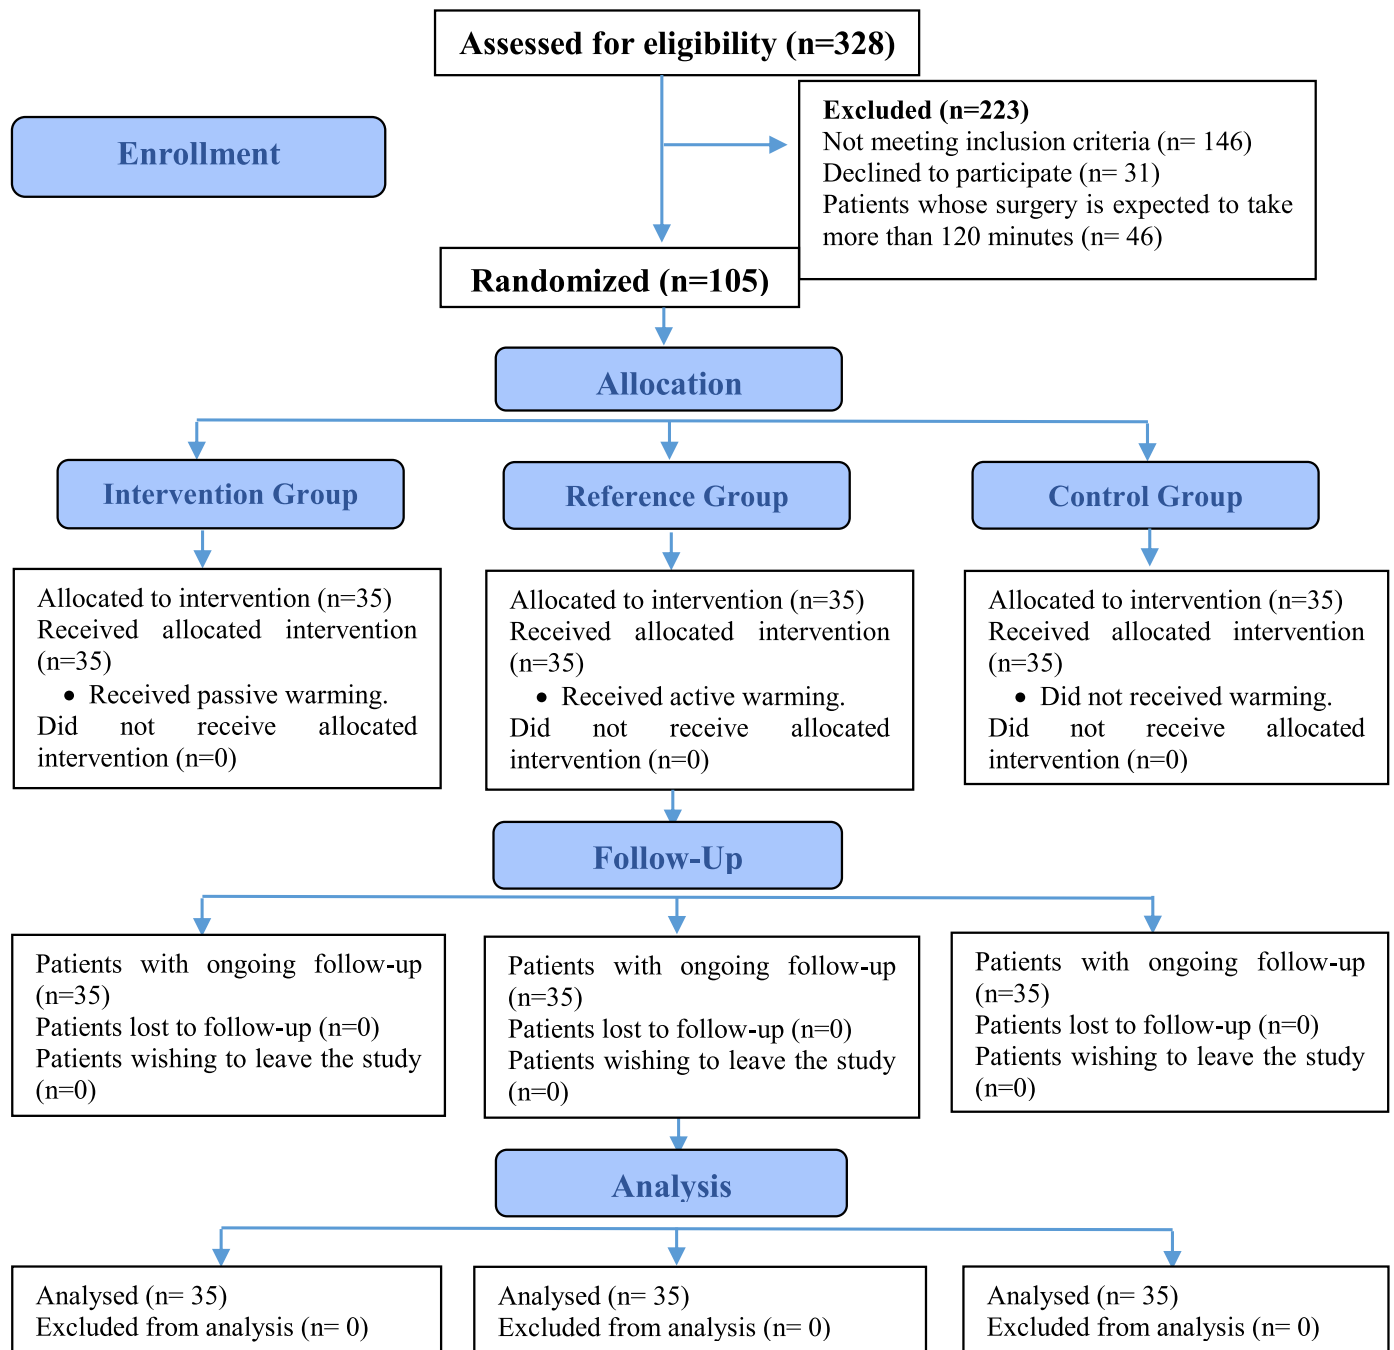 Assessed for eligibility (n=328)
Enrollment
Excluded (n=223)
Not meeting inclusion criteria (n= 146)
Declined to participate (n= 31)
Patients whose surgery is expected to take
more than 120 minutes (n= 46)
Randomized (n=105)
Allocation
Intervention Group
Reference Group
Control Group
Allocated to intervention (n=35)
Received allocated intervention
(n=35)
• Received passive warming.
Did not receive allocated
intervention (n=0)
Allocated to intervention (n=35)
Received allocated intervention
(n=35)
• Received active warming.
Did not receive allocated
intervention (n=0)
Allocated to intervention (n=35)
Received allocated intervention
(n=35)
• Did not received warming.
Did not receive allocated
intervention (n=0)
Follow-Up
Patients with ongoing follow-up
(n=35)
Patients lost to follow-up (n=0)
Patients wishing to leave the study
(n=0)
Patients with ongoing follow-up
(n=35)
Patients lost to follow-up (n=0)
Patients wishing to leave the study
(n=0)
Patients with ongoing follow-up
(n=35)
Patients lost to follow-up (n=0)
Patients wishing to leave the study
(n=0)
Analysis
Analysed (n= 35)
Excluded from analysis (n= 0)
Analysed (n= 35)
Excluded from analysis (n= 0)
Analysed (n= 35)
Excluded from analysis (n= 0)